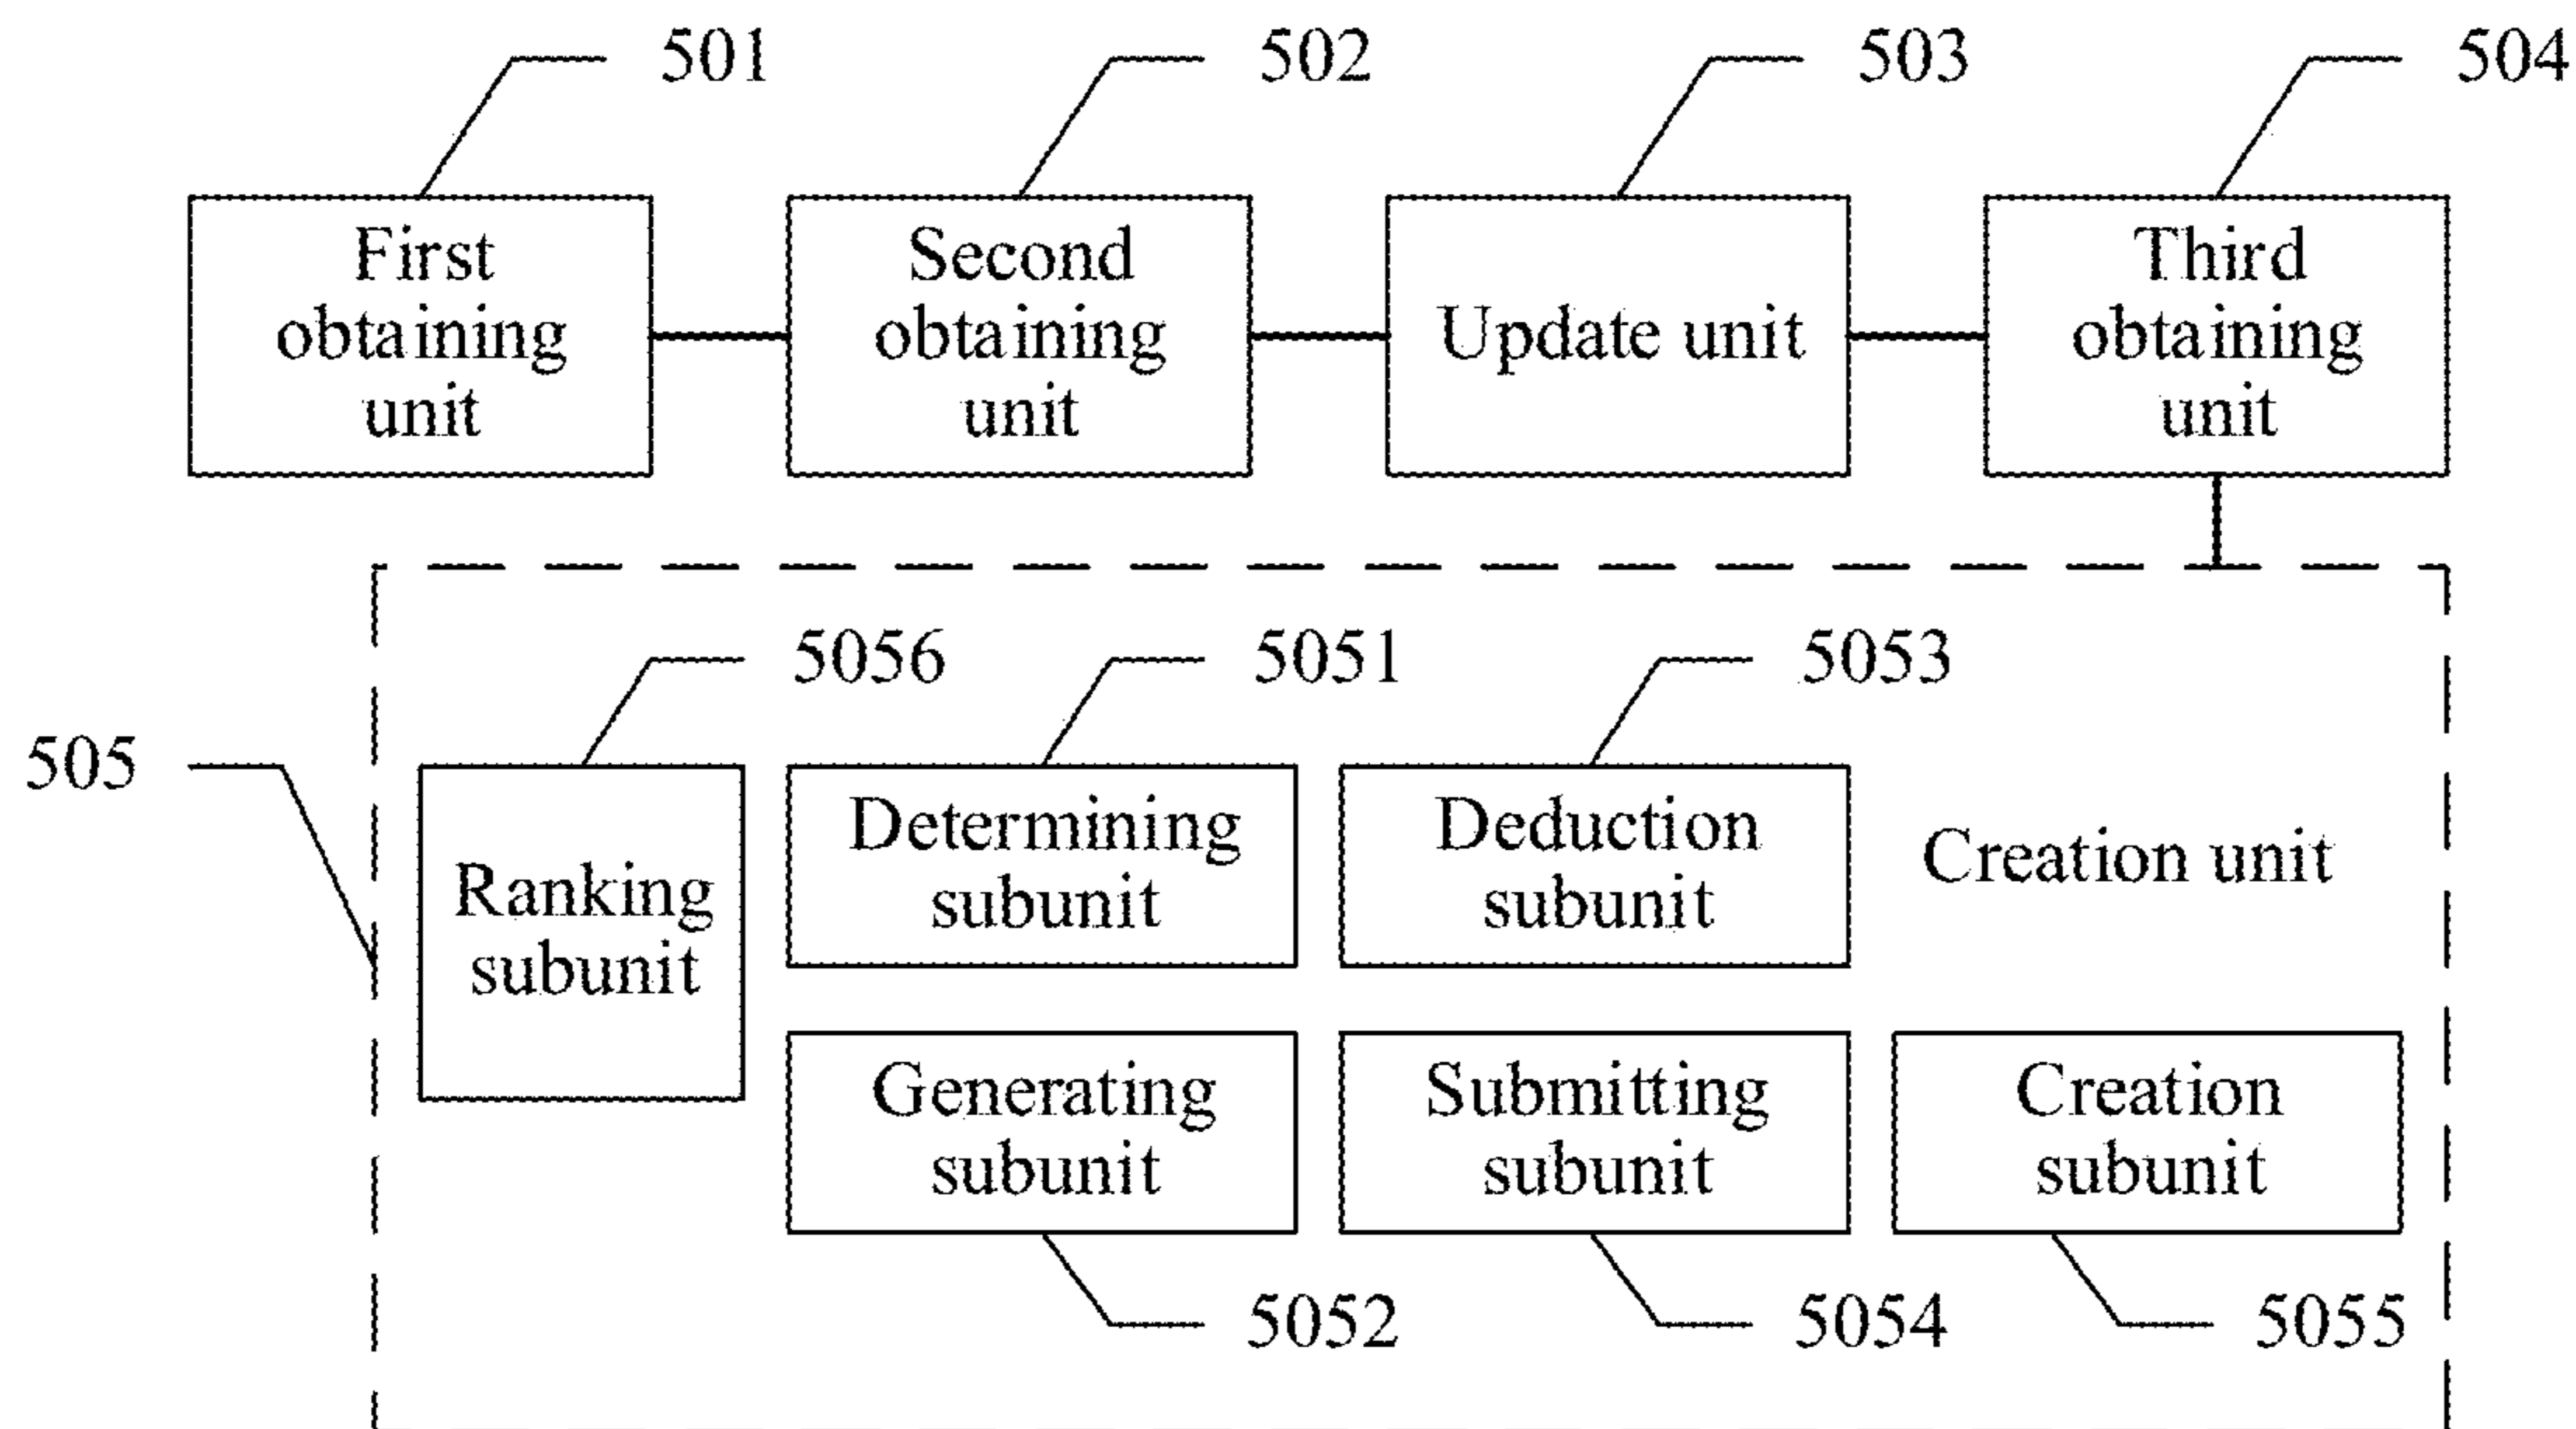 501
502
503
504
First
obtaining
unit
Second
obtaining
unit
Update unit
Third
obtaining
unit
5056
5051
5053
505
Ranking
subunit
Determining
subunit
Deduction
subunit
Creation unit
Generating
subunit
Submitting
subunit
Creation
subunit
5052
5054
5055